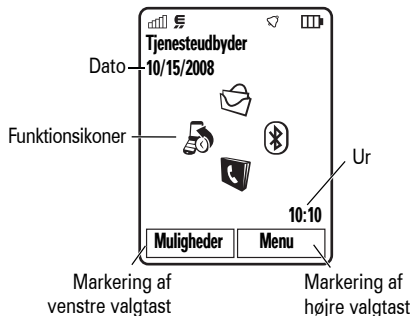 Tjenesteudbyder
Dato
10/15/2008
Funktionsikoner
Ur
10:10
Muligheder
Menu
Markering af
venstre valgtast
Markering af
højre valgtast